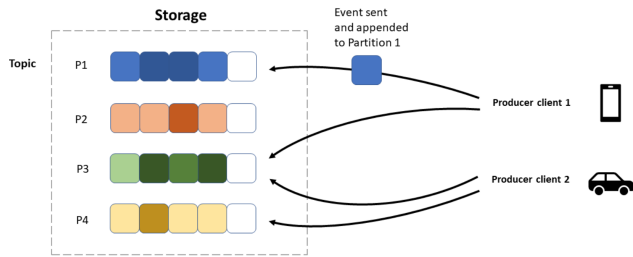 Storage
Event sent
and appended
to Partition 1
Topic
P1
P2
P3
P4
Producer client 1
Producer client 2